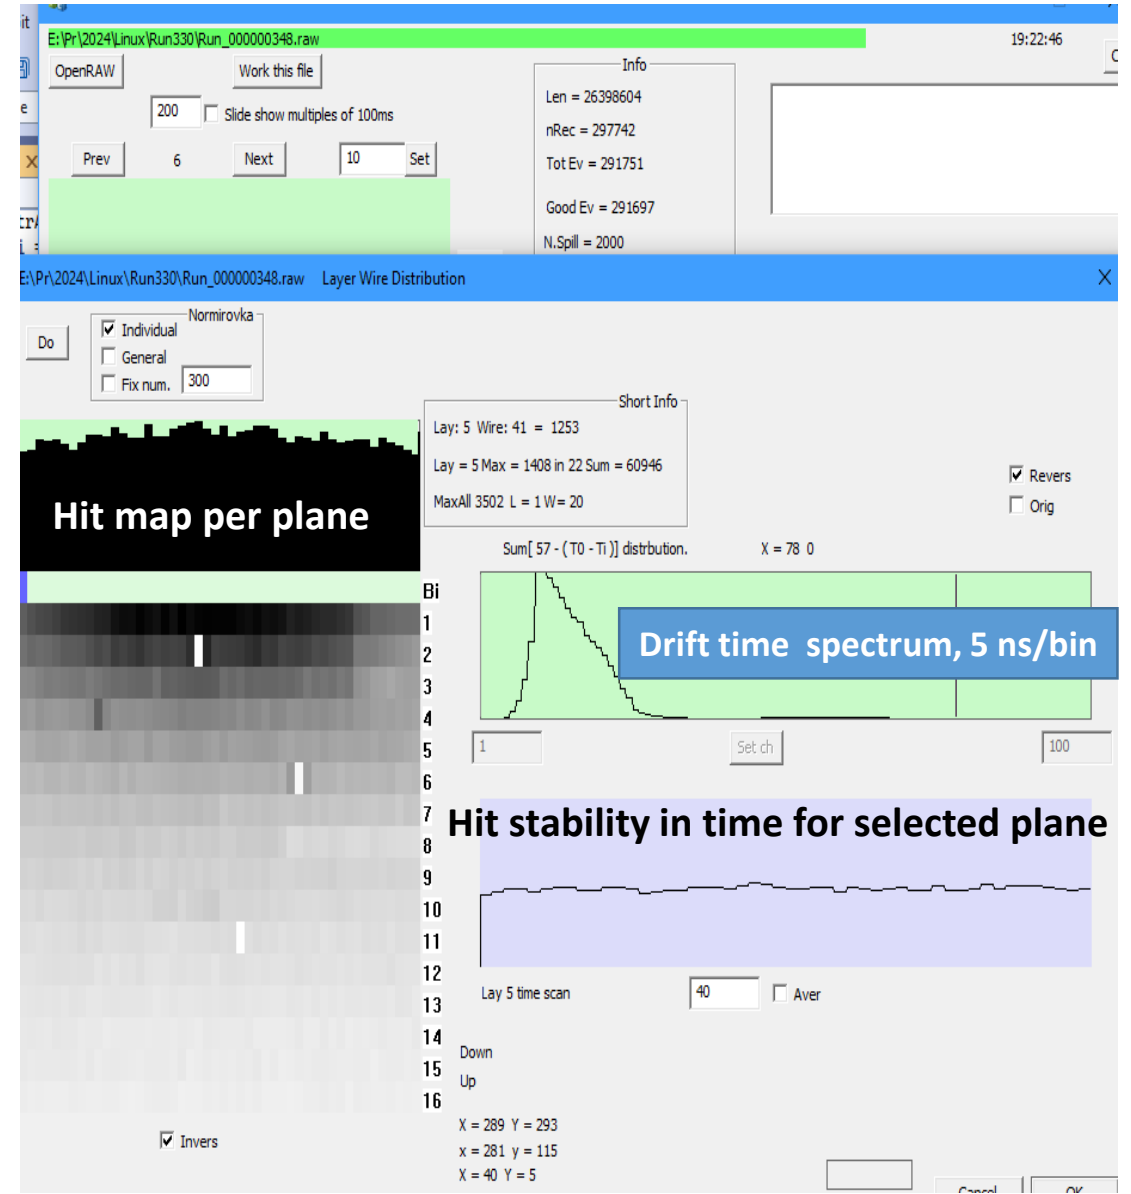 it
E:\Pr\2024\Linux\Run330\Run_000000348.raw
19:22:46
OpenRAW
Work this file
Info
e
200
Slide show multiples of 100ms
Len = 26398604
nRec = 297742
Prev
6
Next
10
Set
Tot Ev = 291751
Good Ev = 291697
N.Spill = 2000
E:\Pr\2024\Linux\Run330\Run_000000348.raw Layer Wire Distribution
X
Do
Normirovka
Individual
General
Fix num.
300
Short Info
Lay: 5 Wire: 41 = 1253
Lay = 5 Max = 1408 in 22 Sum = 60946
MaxAll 3502 L = 1 W= 20
Revers
Orig
Hit map per plane
Sum[ 57 - ( T0 - Ti )] distrbution.
X = 78 0
Bi
1
2
3
4
5
6
7
8
9
10
11
12
13
14
15
16
Drift time spectrum, 5 ns/bin
1
Set ch
100
Hit stability in time for selected plane
Lay 5 time scan
40
Aver
Down
Up
X = 289 Y = 293
x = 281 y = 115
X = 40 Y = 5
Invers
Cancel
OK